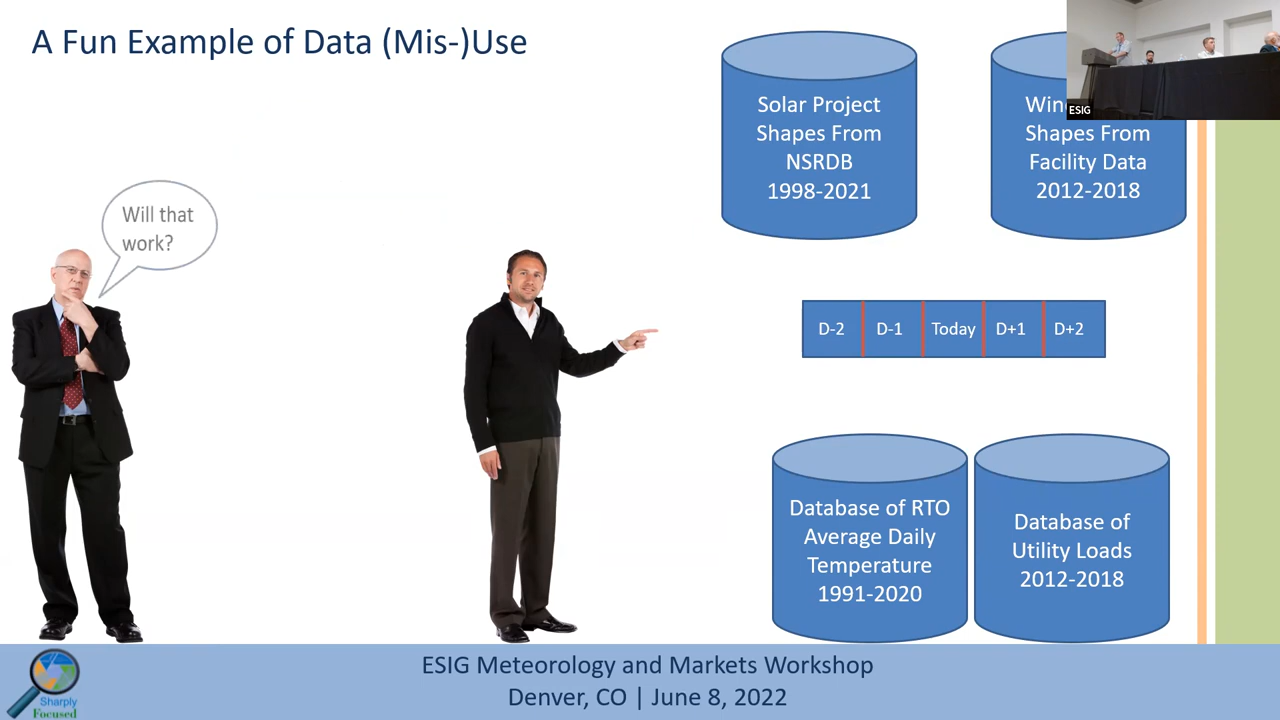 A Fun Example of Data (Mis-)Use
Will that
work?
Solar Project
Shapes From
NSRDB
1998-2021
Shapes From
Facility Data
2012-2018
ESIG
D-2
D-1
Today
D+1
D+2
Database of RTO
Average Daily
Temperature
1991-2020
Database of
Utility Loads
2012-2018
Sharply
Focused
ESIG Meteorology and Markets Workshop
Denver, CO | June 8, 2022